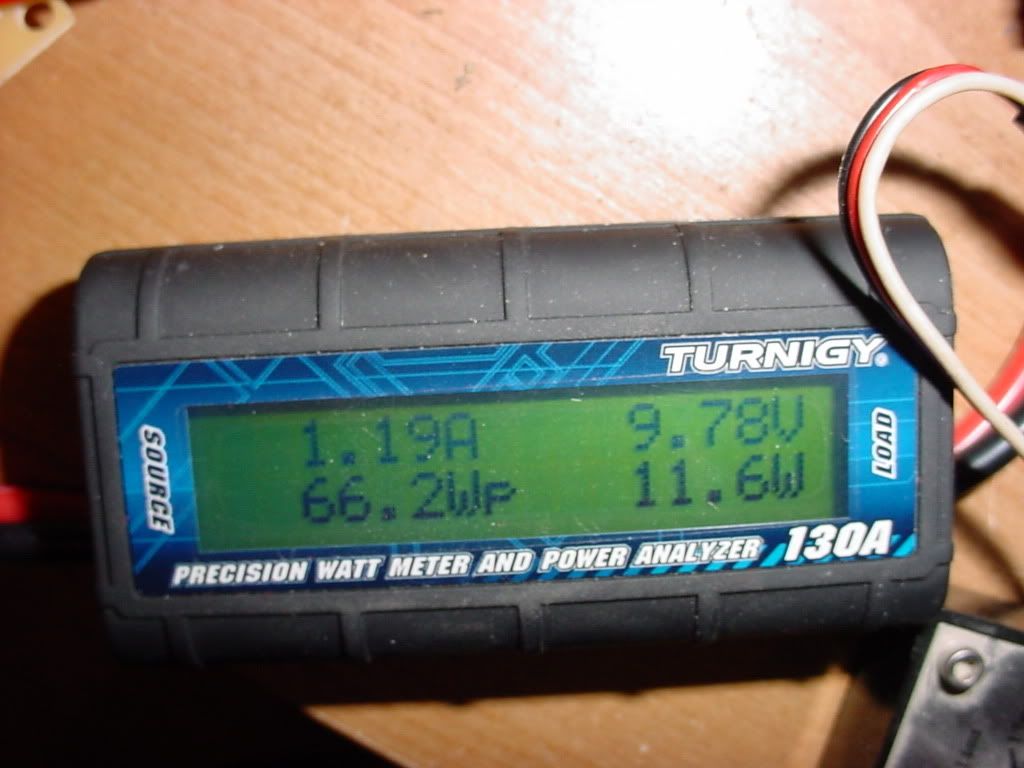 TURNIGY®
SOURCE
1.19A 9.78V
66.2Wp 11.6W
LOAD
PRECISION WATT METER AND POWER ANALYZER 130A